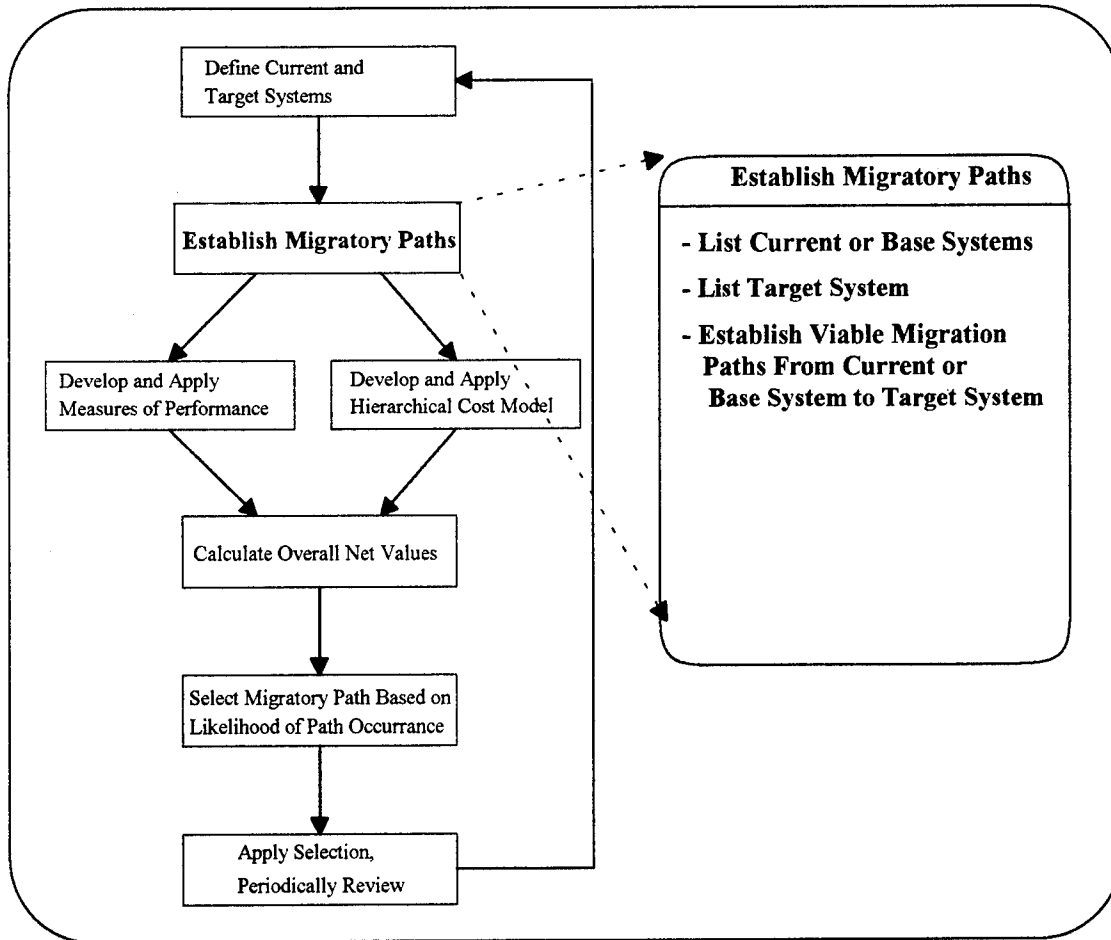 Define Current and
Target Systems
Establish Migratory Paths
Develop and Apply
Measures of Performance
Develop and Apply
Hierarchical Cost Model
Calculate Overall Net Values
Select Migratory Path Based on
Likelihood of Path Occurrance
Apply Selection,
Periodically Review
Establish Migratory Paths
- List Current or Base Systems
- List Target System
- Establish Viable Migration
Paths From Current or
Base System to Target System